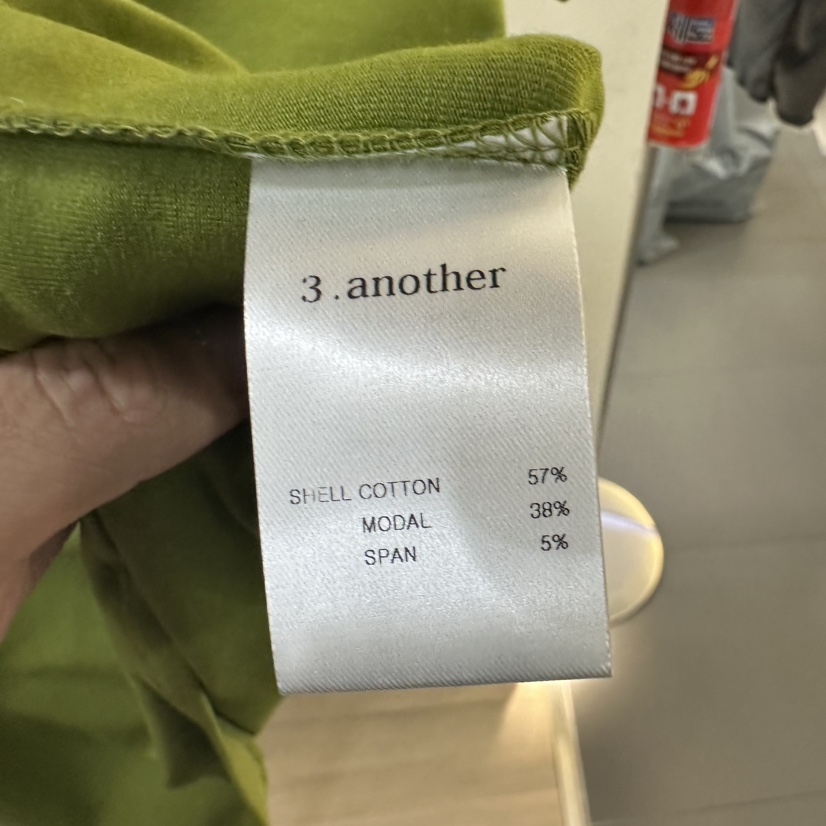 3.another
SHELL COTTON 57%
MODAL 38%
SPAN 5%